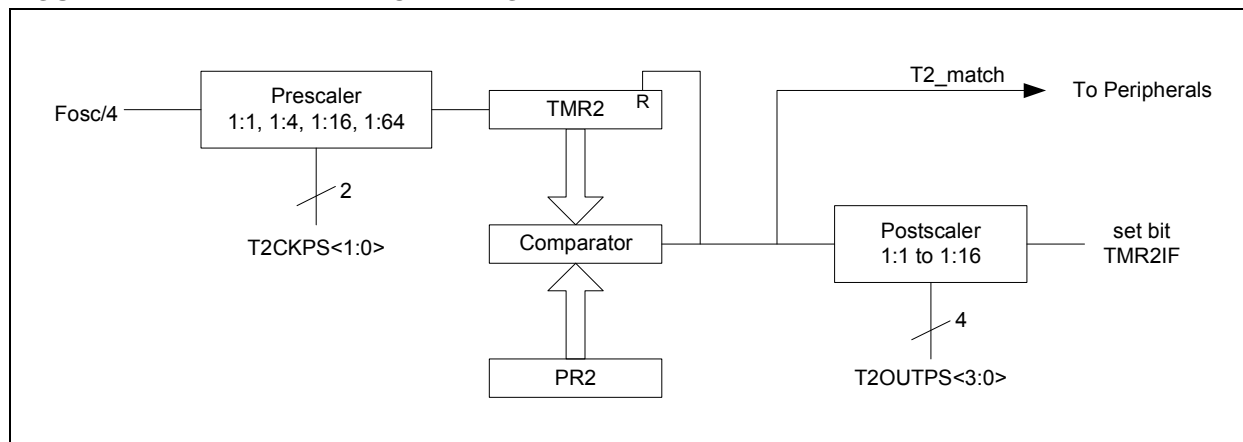 T2_match
To Peripherals
Fosc/4
Prescaler
1:1, 1:4, 1:16, 1:64
TMR2
R
2
T2CKPS<1:0>
Comparator
Postscaler
1:1 to 1:16
set bit
TMR2IF
4
PR2
T2OUTPS<3:0>